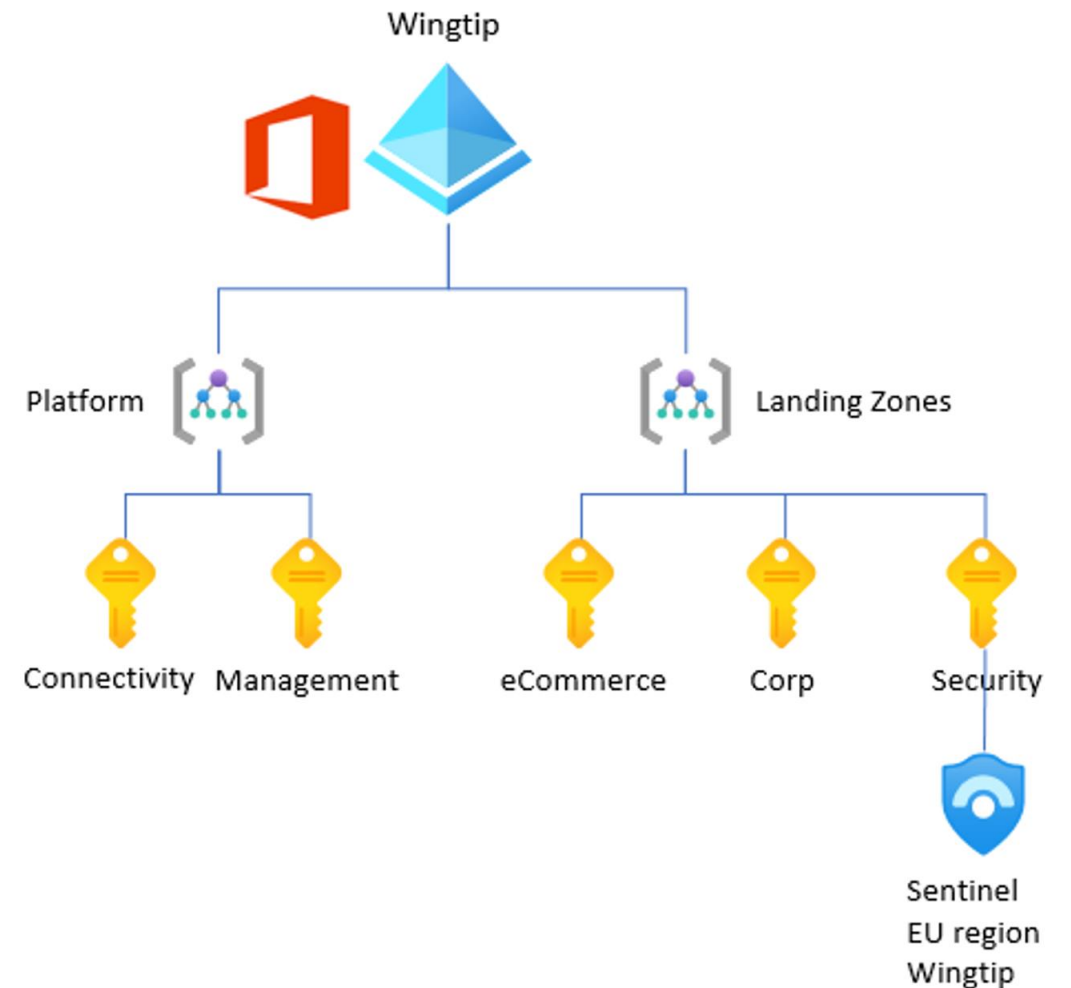 Wingtip
Platform
Landing Zones
Connectivity
Management
eCommerce
Corp
Security
Sentinel
EU region
Wingtip